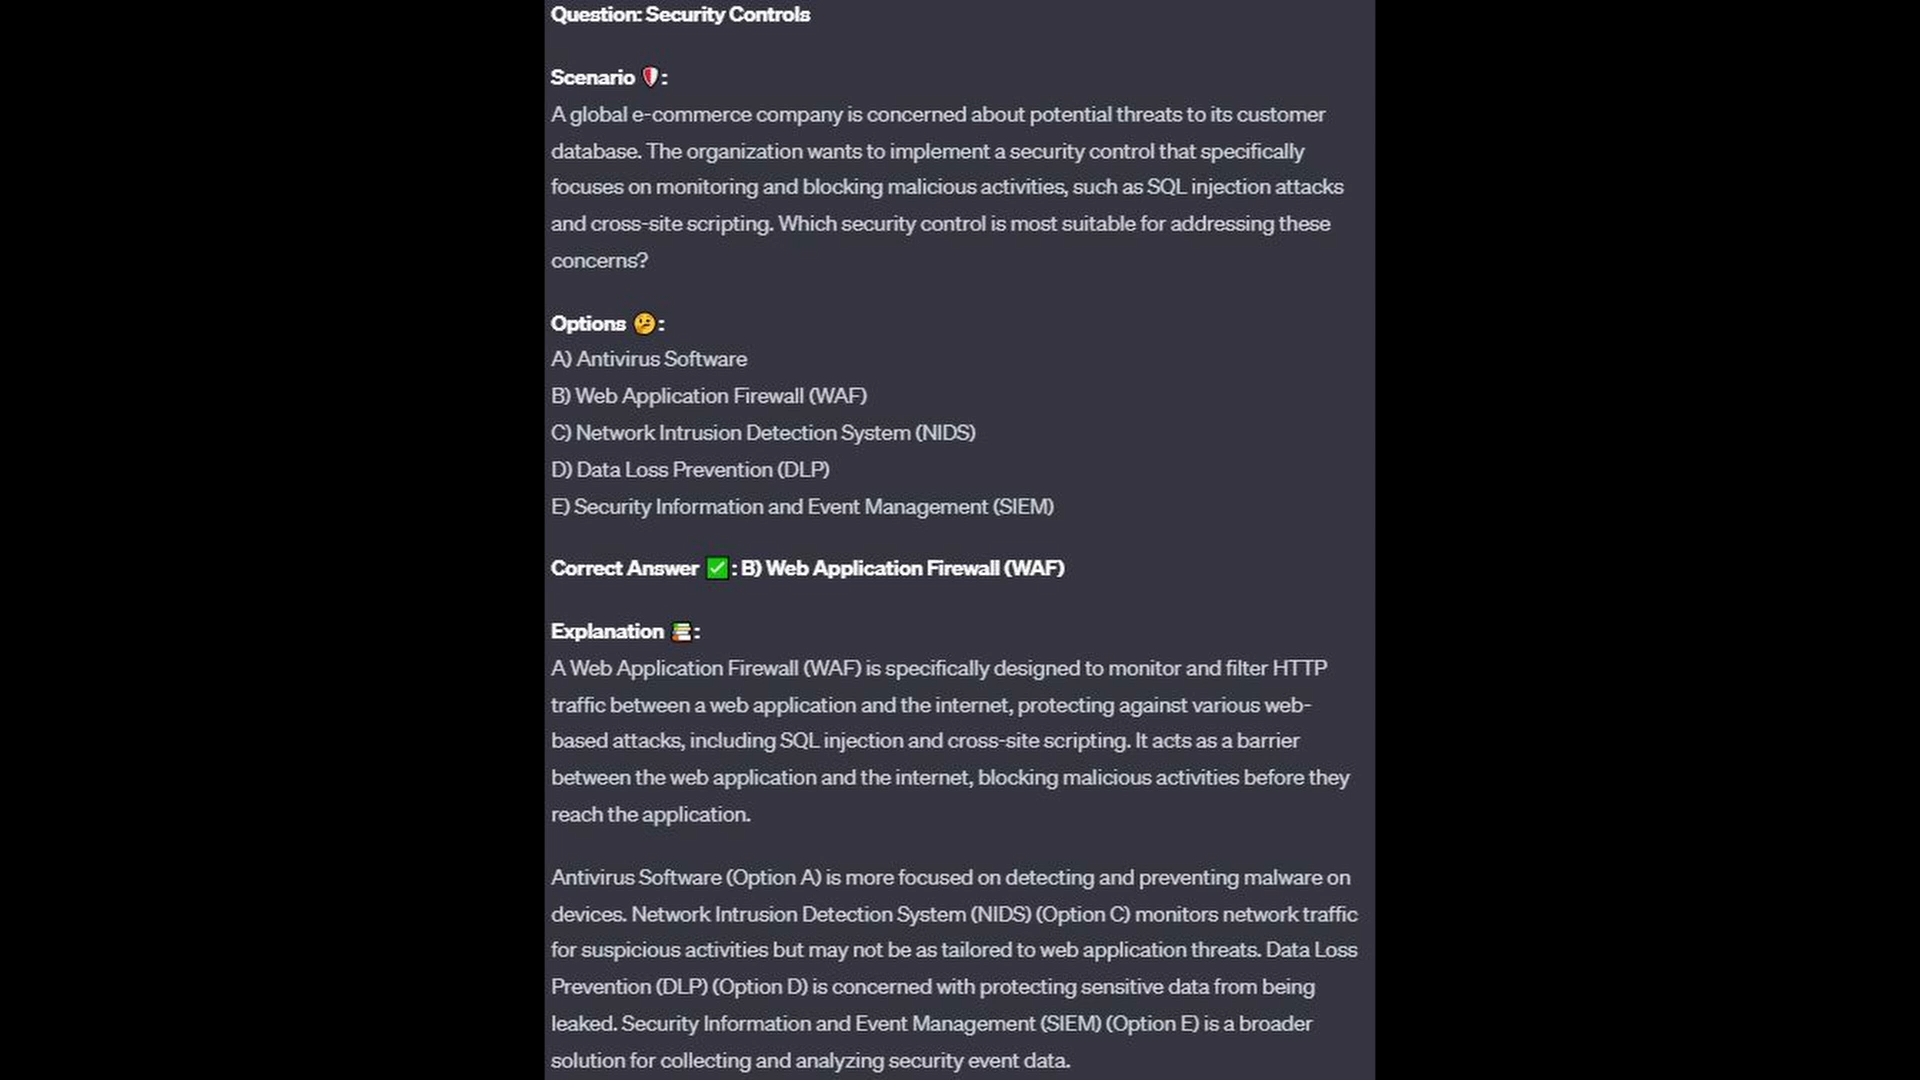 Question: Security Controls
Scenario 🛡️:
A global e-commerce company is concerned about potential threats to its customer
database. The organization wants to implement a security control that specifically
focuses on monitoring and blocking malicious activities, such as SQL injection attacks
and cross-site scripting. Which security control is most suitable for addressing these
concerns?
Options 🤔:
A) Antivirus Software
B) Web Application Firewall (WAF)
C) Network Intrusion Detection System (NIDS)
D) Data Loss Prevention (DLP)
E) Security Information and Event Management (SIEM)
Correct Answer ✅: B) Web Application Firewall (WAF)
Explanation 📚:
A Web Application Firewall (WAF) is specifically designed to monitor and filter HTTP
traffic between a web application and the internet, protecting against various web-
based attacks, including SQL injection and cross-site scripting. It acts as a barrier
between the web application and the internet, blocking malicious activities before they
reach the application.
Antivirus Software (Option A) is more focused on detecting and preventing malware on
devices. Network Intrusion Detection System (NIDS) (Option C) monitors network traffic
for suspicious activities but may not be as tailored to web application threats. Data Loss
Prevention (DLP) (Option D) is concerned with protecting sensitive data from being
leaked. Security Information and Event Management (SIEM) (Option E) is a broader
solution for collecting and analyzing security event data.